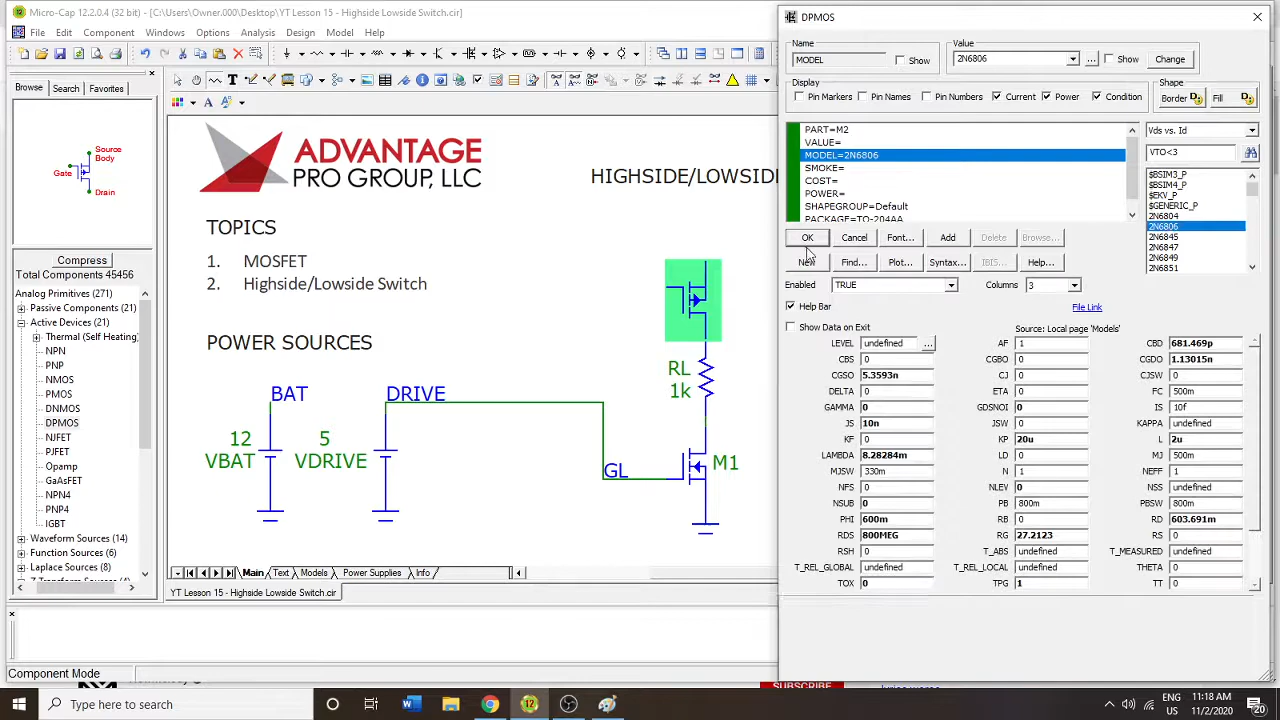 Micro-Cap 12.2.0.4 (32 bit) - [C:\Users\Owner.000\Desktop\YT Lesson 15 - Highside Lowside Switch.cir]
File Edit Component Windows Options Analysis Design Model Help
Browse Search Favorites
Source
Body
Gate
Drain
Compress
Total Components 45456
Analog Primitives (271)
Passive Components (21)
Active Devices (21)
Thermal (Self Heating)
NPN
PNP
NMOS
PMOS
DNMOS
DPMOS
NJFET
PJFET
Opamp
GaAsFET
NPN4
PNP4
IGBT
Waveform Sources (14)
Function Sources (6)
Laplace Sources (8)
ADVANTAGE
PRO GROUP, LLC
HIGHSIDE/LOWSIDE
TOPICS
1. MOSFET
2. Highside/Lowside Switch
POWER SOURCES
BAT
DRIVE
12
VBAT
5
VDRIVE
RL
1k
GL
M1
Main Text Models Power Supplies Info
YT Lesson 15 - Highside Lowside Switch.cir
Component Mode
DPMOS
Name
MODEL
Show
Value
2N6806
... Show Change
Display
Pin Markers Pin Names Pin Numbers Current Power Condition
Shape
Border Fill
PART=M2
VALUE=
MODEL=2N6806
SMOKE=
COST=
POWER=
SHAPEGROUP=Default
PACKAGE=TO-204AA
Vds vs. Id
VTO<3
$BSIM3_P
$BSIM4_P
$EKV_P
$GENERIC_P
2N6804
2N6806
2N6845
2N6847
2N6849
2N6851
OK Cancel Font... Add Delete Browse...
New Find... Plot... Syntax... IBIS... Help...
Enabled TRUE Columns 3
Help Bar File Link
Show Data on Exit Source: Local page 'Models'
LEVEL undefined ... AF 1 CBD 681.469p
CBS 0 CGBO 0 CGDO 1.13015n
CGSO 5.3593n CJ 0 CJSW 0
DELTA 0 ETA 0 FC 500m
GAMMA 0 GDSNOI 0 IS 10f
JS 10n JSW 0 KAPPA undefined
KF 0 KP 20u L 2u
LAMBDA 8.28284m LD 0 MJ 500m
MJSW 330m N 1 NEFF 1
NFS 0 NLEV 0 NSS undefined
NSUB 0 PB 800m PBSW 800m
PHI 600m RB 0 RD 603.691m
RDS 800MEG RG 27.2123 RS 0
RSH 0 T_ABS undefined T_MEASURED undefined
T_REL_GLOBAL undefined T_REL_LOCAL undefined THETA 0
TOX 0 TPG 1 TT 0
SUBSCRIBE
Type here to search
ENG
US
11:18 AM
11/2/2020
20